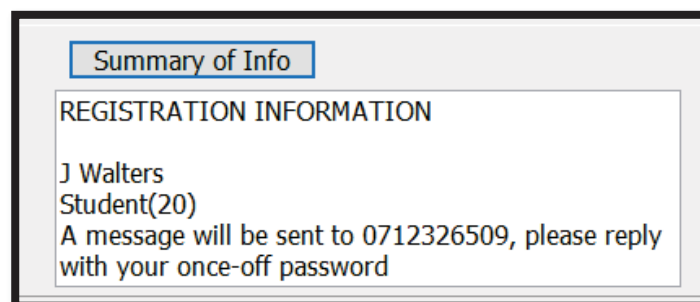 Summary of Info
REGISTRATION INFORMATION
J Walters
Student(20)
A message will be sent to 0712326509, please reply
with your once-off password